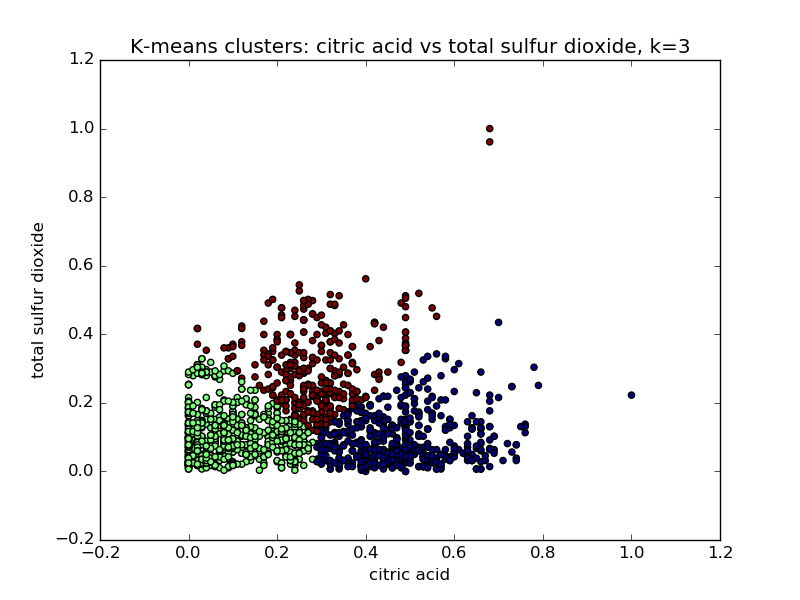 K-means clusters: citric acid vs total sulfur dioxide, k=3
1.2
1.0
0.8
0.6
0.4
0.2
0.0
−0.2
total sulfur dioxide
−0.2 0.0 0.2 0.4 0.6 0.8 1.0 1.2
citric acid